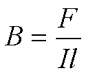 B = F / Il